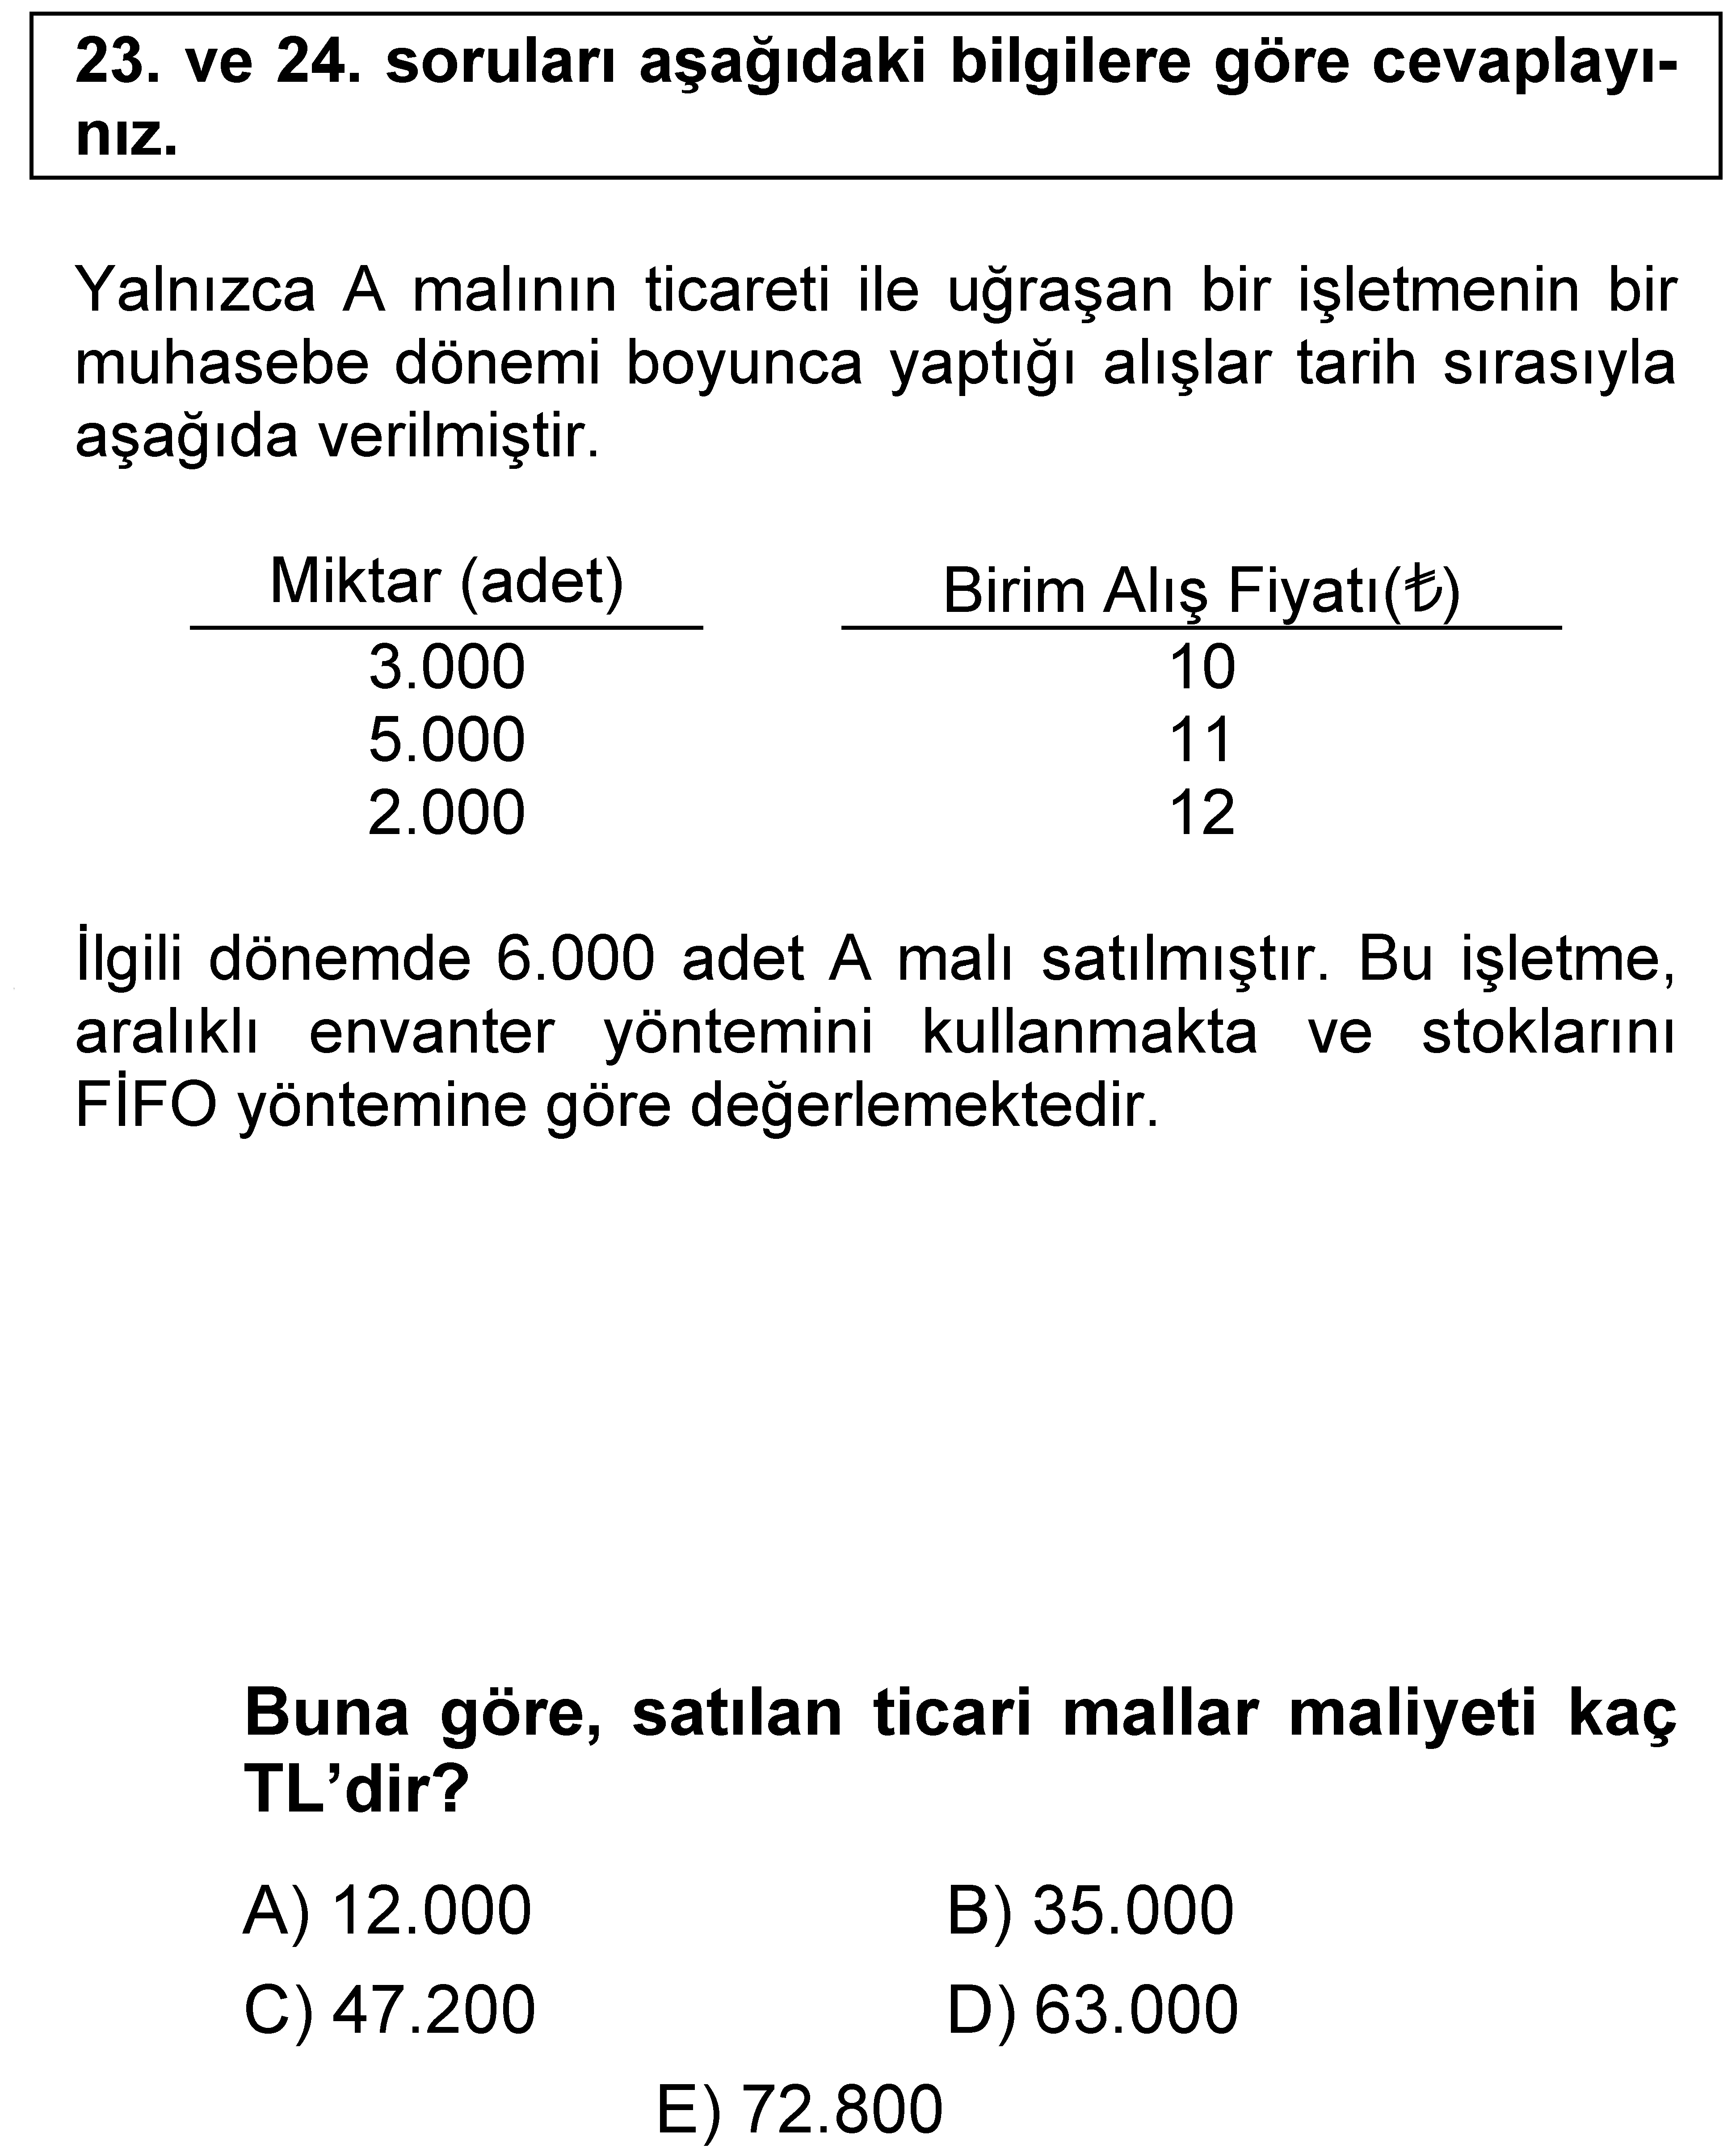 23. ve 24. soruları aşağıdaki bilgilere göre cevaplayı-
nız.
Yalnızca A malının ticareti ile uğraşan bir işletmenin bir
muhasebe dönemi boyunca yaptığı alışlar tarih sırasıyla
aşağıda verilmiştir.
Miktar (adet) Birim Alış Fiyatı(₺)
3.000 10
5.000 11
2.000 12
İlgili dönemde 6.000 adet A malı satılmıştır. Bu işletme,
aralıklı envanter yöntemini kullanmakta ve stoklarını
FİFO yöntemine göre değerlemektedir.
Buna göre, satılan ticari mallar maliyeti kaç
TL’dir?
A) 12.000 B) 35.000
C) 47.200 D) 63.000
E) 72.800